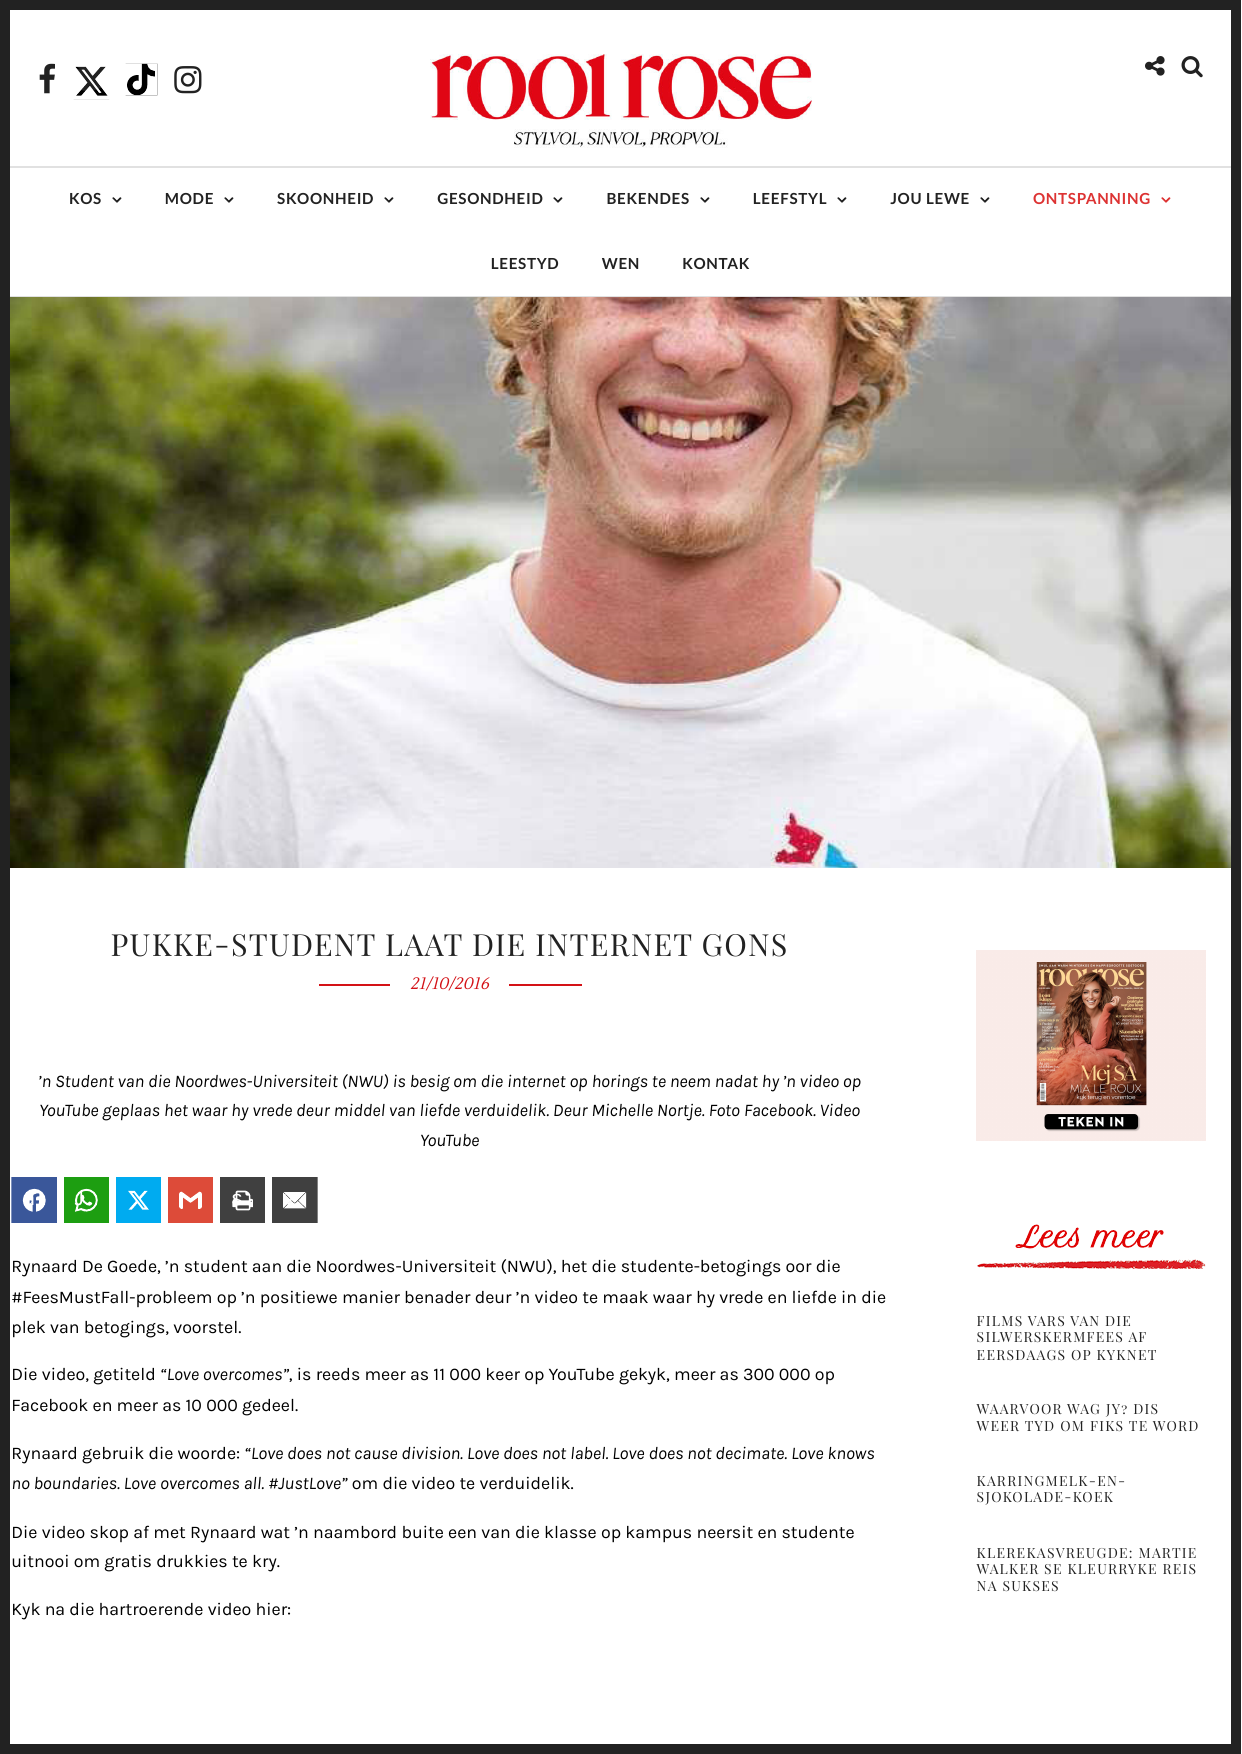 rooi rose
STYLVOL, SINVOL, PROPVOL.
KOS MODE SKOONHEID GESONDHEID BEKENDES LEEFSTYL JOU LEWE ONTSPANNING
LEESTYD WEN KONTAK
PUKKE-STUDENT LAAT DIE INTERNET GONS
21/10/2016
’n Student van die Noordwes-Universiteit (NWU) is besig om die internet op horings te neem nadat hy ’n video op
YouTube geplaas het waar hy vrede deur middel van liefde verduidelik. Deur Michelle Nortje. Foto Facebook. Video
YouTube
Rynaard De Goede, ’n student aan die Noordwes-Universiteit (NWU), het die studente-betogings oor die
#FeesMustFall-probleem op ’n positiewe manier benader deur ’n video te maak waar hy vrede en liefde in die
plek van betogings, voorstel.
Die video, getiteld “Love overcomes”, is reeds meer as 11 000 keer op YouTube gekyk, meer as 300 000 op
Facebook en meer as 10 000 gedeel.
Rynaard gebruik die woorde: “Love does not cause division. Love does not label. Love does not decimate. Love knows
no boundaries. Love overcomes all. #JustLove” om die video te verduidelik.
Die video skop af met Rynaard wat ’n naambord buite een van die klasse op kampus neersit en studente
uitnooi om gratis drukkies te kry.
Kyk na die hartroerende video hier:
rooi rose
Mej SA
MIA LE ROUX
TEKEN IN
Lees meer
FILMS VARS VAN DIE
SILWERSKERMFEES AF
EERSDAAGS OP KYKNET
WAARVOOR WAG JY? DIS
WEER TYD OM FIKS TE WORD
KARRINGMELK-EN-
SJOKOLADE-KOEK
KLEREKASVREUGDE: MARTIE
WALKER SE KLEURRYKE REIS
NA SUKSES